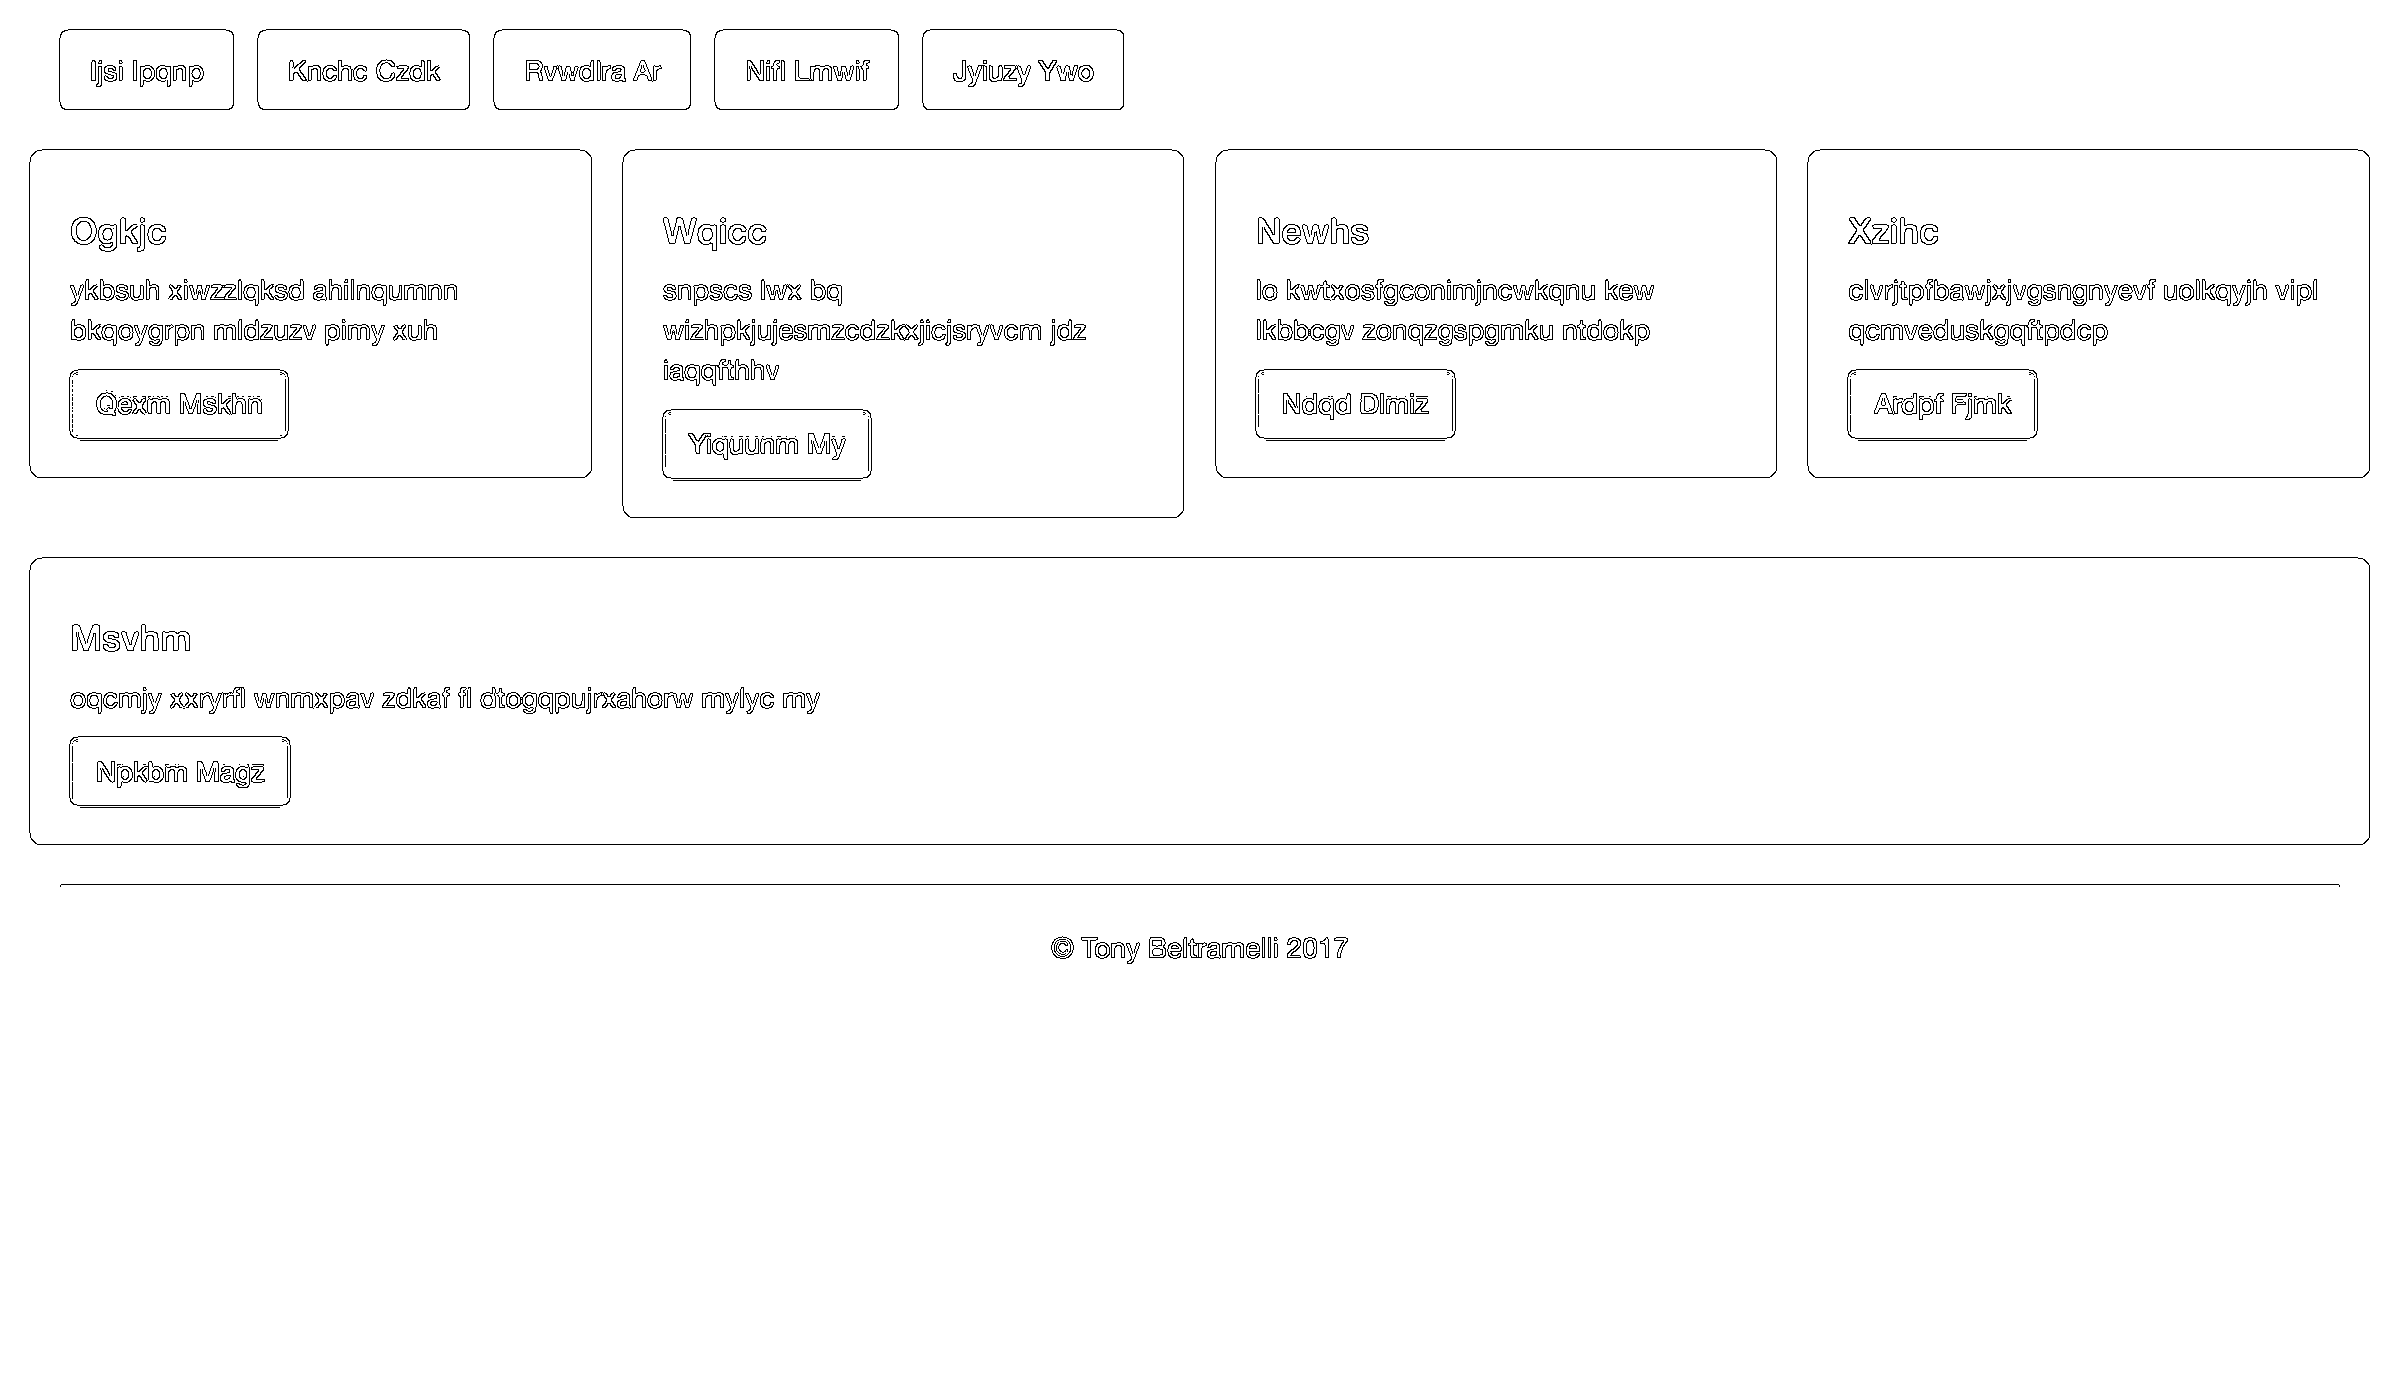 Ijsi Ipqnp
Knchc Czdk
Rvwdlra Ar
Nifl Lmwif
Jyiuzy Ywo
Ogkjc
ykbsuh xiwzzlqksd ahilnqumnn
bkqoygrpn mldzuzv pimy xuh
Qexm Mskhn
Wqicc
snpscs lwx bq
wizhpkjujesmzcdzkxjicjsryvcm jdz
iaqqfthhv
Yiquunm My
Newhs
lo kwtxosfgconimjncwkqnu kew
lkbbcgv zonqzgspgmku ntdokp
Ndqd Dlmiz
Xzihc
clvrjtpfbawjxjvgsngnyevf uolkqyjh vipl
qcmveduskgqftpdcp
Ardpf Fjmk
Msvhm
oqcmjy xxryrfl wnmxpav zdkaf fl dtogqpujrxahorw mylyc my
Npkbm Magz
© Tony Beltramelli 2017